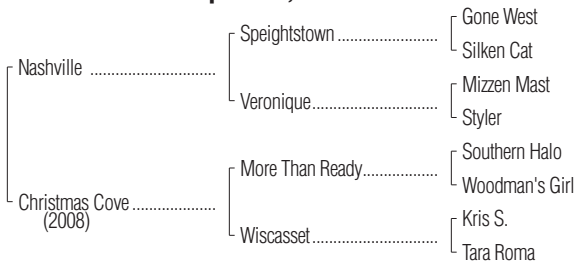 Gone West
Speightstown
Silken Cat
Nashville
Mizzen Mast
Veronique
Styler
Southern Halo
More Than Ready
Woodman's Girl
Christmas Cove
(2008)
Kris S.
Wiscasset
Tara Roma